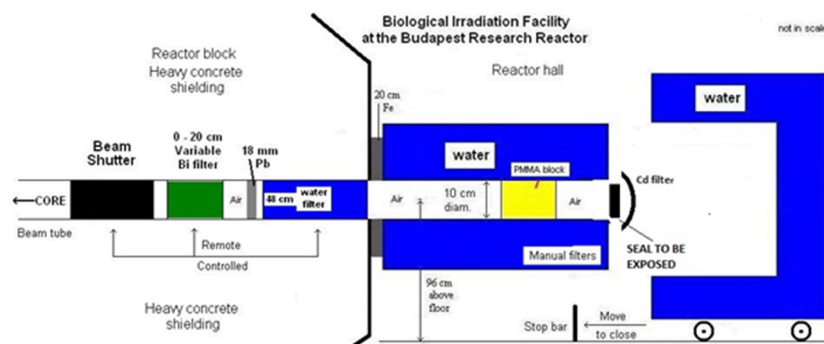 Biological Irradiation Facility
at the Budapest Research Reactor
not in scale
Reactor block
Heavy concrete
shielding
Reactor hall
20 cm
Fe
water
water
Beam
Shutter
0 - 20 cm
Variable
Bi filter
18 mm
Pb
PMMA block
CORE
Air
48 cm
water
filter
Air
10 cm
diam.
Air
Cd filter
Beam tube
Remote
Controlled
Manual filters
SEAL TO BE
EXPOSED
96 cm
above
floor
Heavy concrete
shielding
Stop bar
Move
to close